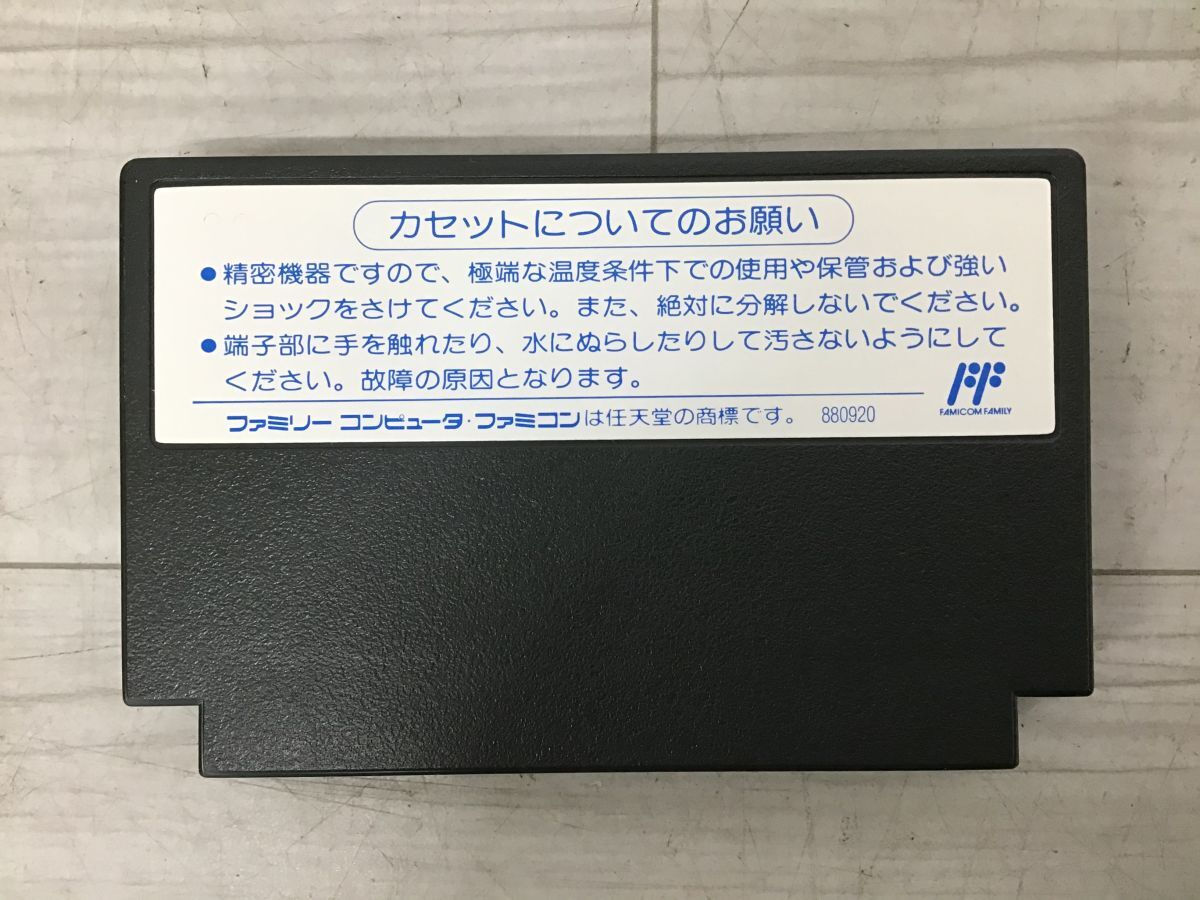 カセットについてのお願い
●精密機器ですので、極端な温度条件下での使用や保管および強い
ショックをさけてください。また、絶対に分解しないでください。
●端子部に手を触れたり、水にぬらしたりして汚さないようにして
ください。故障の原因となります。
FAMICOM FAMILY
ファミリー コンピュータ・ファミコンは任天堂の商標です。 880920